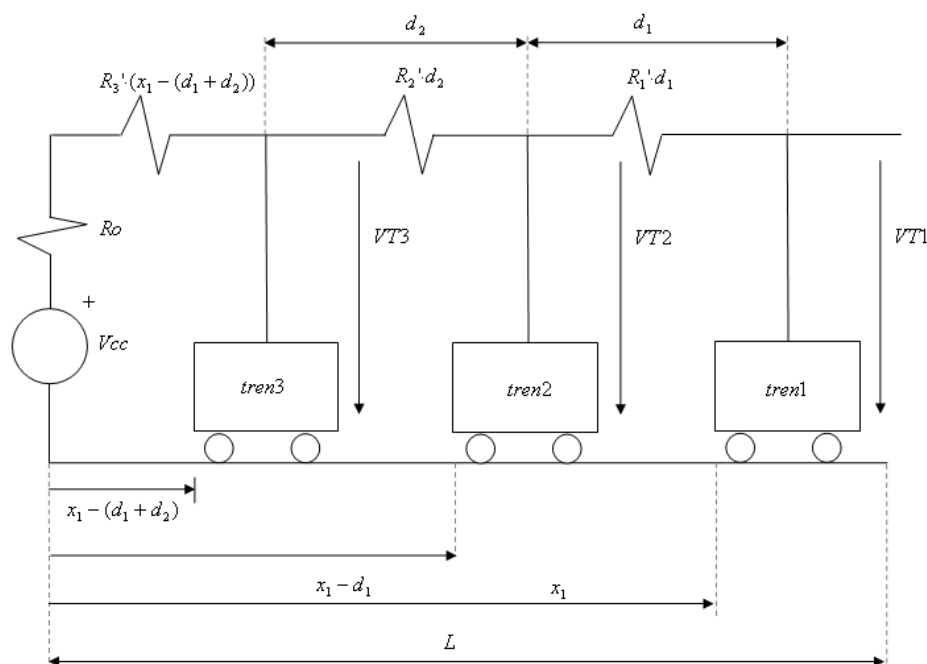 d₂
d₁
R₃'·(x₁−(d₁+d₂))
R₂'·d₂
R₁'·d₁
Ro
VT3
VT2
VT1
+
Vcc
tren3
tren2
tren1
x₁−(d₁+d₂)
x₁−d₁
x₁
L